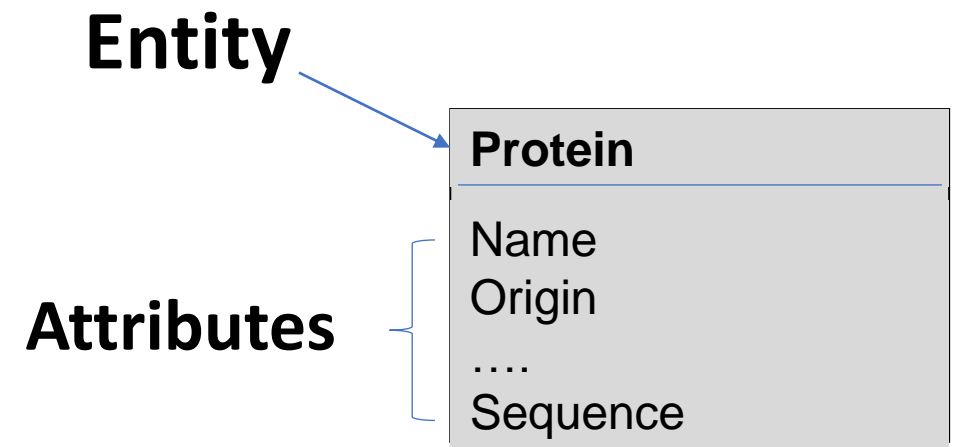 Entity
Protein
Name
Origin
Attributes
….
Sequence